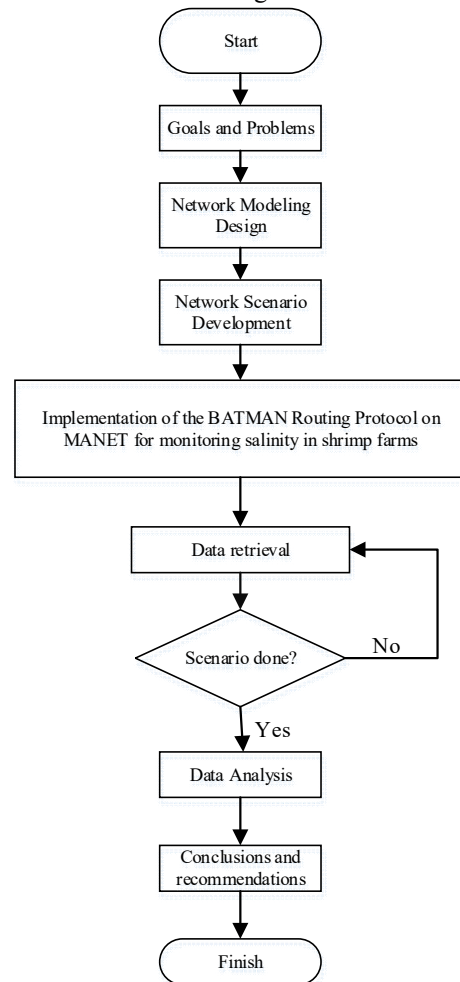 Start
Goals and Problems
Network Modeling
Design
Network Scenario
Development
Implementation of the BATMAN Routing Protocol on
MANET for monitoring salinity in shrimp farms
Data retrieval
Scenario done?
No
Yes
Data Analysis
Conclusions and
recommendations
Finish